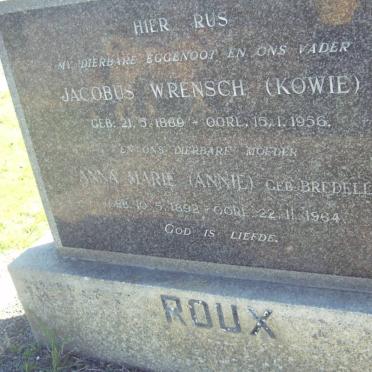 HIER RUS
MY DIERBARE EGGENOOT EN ONS VADER
JACOBUS WRENSCH (KOWIE)
GEB. 21.5.1889 - OORL. 15.1.1956.
EN ONS DIERBARE MOEDER
ANNA MARIE (ANNIE) GEB. BREDELL
GEB. 10.5.1892 - OORL. 22.11.1964.
GOD IS LIEFDE.
ROUX